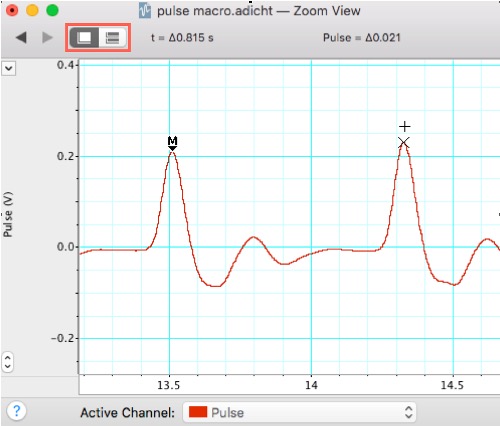 pulse macro.adicht — Zoom View
t = Δ0.815 s
Pulse = Δ0.021
0.4
M
0.2
Pulse (V)
0.0
−0.2
13.5 14 14.5
? Active Channel: Pulse